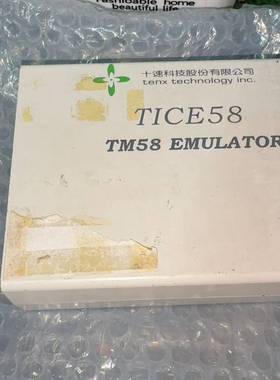 fashionable home
beautiful life
十速科技股份有限公司
tenx technology inc.
TICE58
TM58 EMULATOR